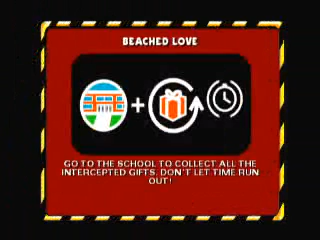 BEACHED LOVE
GO TO THE SCHOOL TO COLLECT ALL THE
INTERCEPTED GIFTS. DON'T LET TIME RUN
OUT!